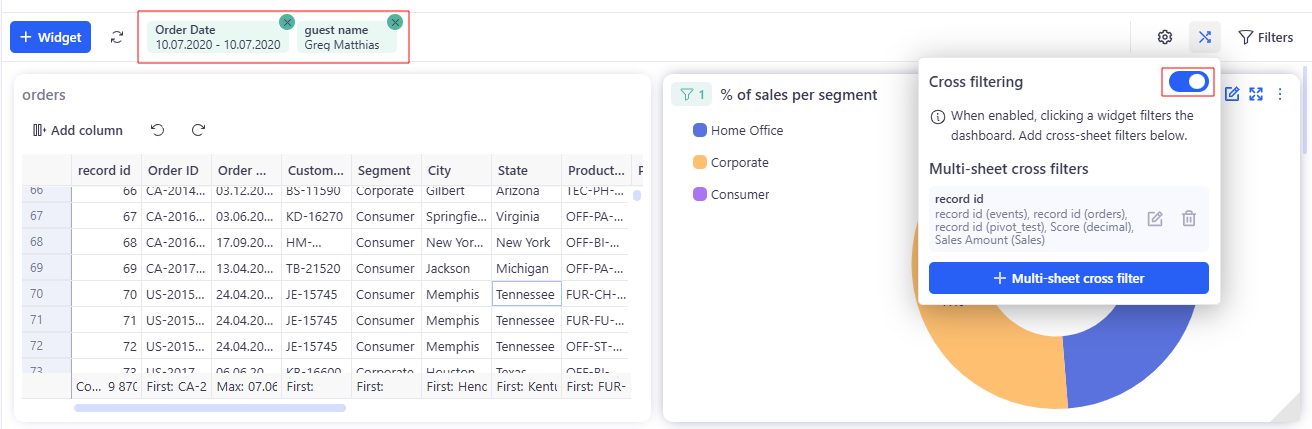 + Widget
Order Date
10.07.2020 - 10.07.2020
guest name
Greq Matthias
Filters
orders
Add column
record id Order ID Order ... Custom... Segment City State Product... P
66 66 CA-2014... 03.12.20... BS-11590 Corporate Gilbert Arizona TEC-PH-...
67 67 CA-2016... 03.06.20... KD-16270 Consumer Springfie... Virginia OFF-PA-...
68 68 CA-2016... 17.09.20... HM-... Consumer New Yor... New York OFF-BI-...
69 69 CA-2017... 13.04.20... TB-21520 Consumer Jackson Michigan OFF-PA-...
70 70 US-2015... 24.04.20... JE-15745 Consumer Memphis Tennessee FUR-CH-...
71 71 US-2015... 24.04.20... JE-15745 Consumer Memphis Tennessee FUR-FU-...
72 72 US-2015... 24.04.20... JE-15745 Consumer Memphis Tennessee OFF-ST-...
73 73 CA-2017... 06.06.20... KB-16600 Corporate Houston Texas OFF-BI-...
Co... 9 870 First: CA-2 Max: 07.06 First: First: First: Hend First: Kentu First: FUR-
1 % of sales per segment
Home Office
Corporate
Consumer
Cross filtering
When enabled, clicking a widget filters the
dashboard. Add cross-sheet filters below.
Multi-sheet cross filters
record id
record id (events), record id (orders),
record id (pivot_test), Score (decimal),
Sales Amount (Sales)
+ Multi-sheet cross filter